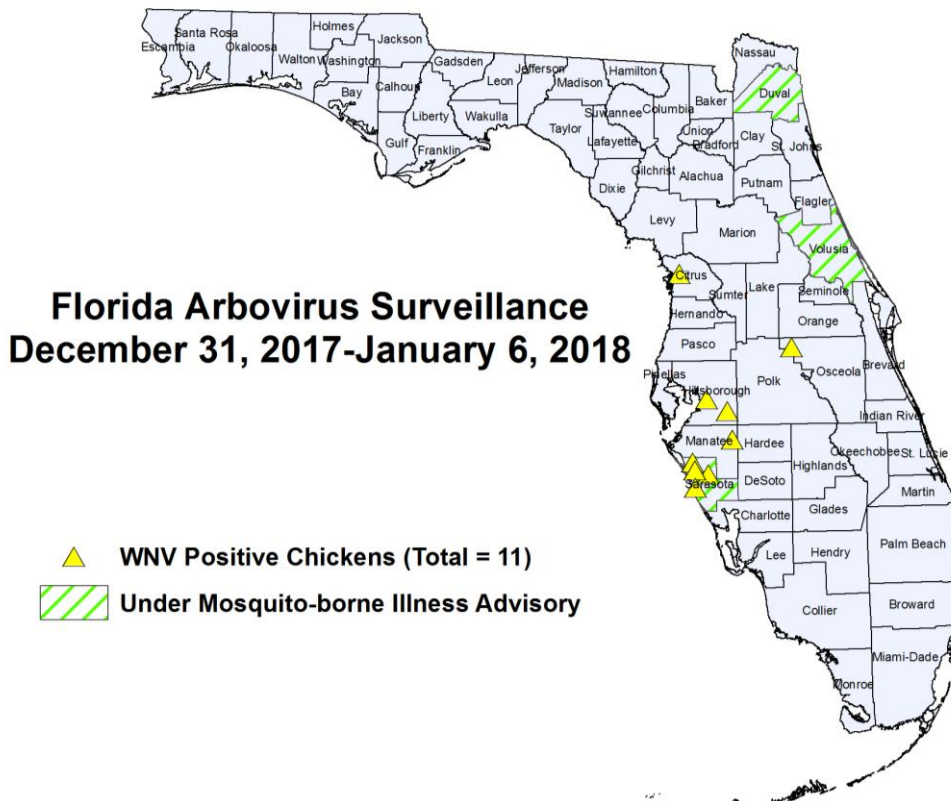 Holmes
Jackson
Santa Rosa
Escambia
Okaloosa
Walton
Washington
Gadsden
Nassau
Jefferson
Hamilton
Leon
Madison
Bay
Calhoun
Baker
Duval
Liberty
Wakulla
Suwannee
Columbia
Taylor
Union
Bradford
Clay
Gulf
Franklin
Lafayette
St. Johns
Gilchrist
Alachua
Putnam
Dixie
Flagler
Levy
Marion
Volusia
Citrus
Lake
Sumter
Seminole
Hernando
Orange
Florida Arbovirus Surveillance
December 31, 2017-January 6, 2018
Pasco
Osceola
Brevard
Pinellas
Polk
Hillsborough
Indian River
Manatee
Hardee
Okeechobee
St. Lucie
Highlands
Sarasota
DeSoto
Martin
Charlotte
Glades
Lee
Hendry
Palm Beach
WNV Positive Chickens (Total = 11)
Under Mosquito-borne Illness Advisory
Collier
Broward
Miami-Dade
Monroe